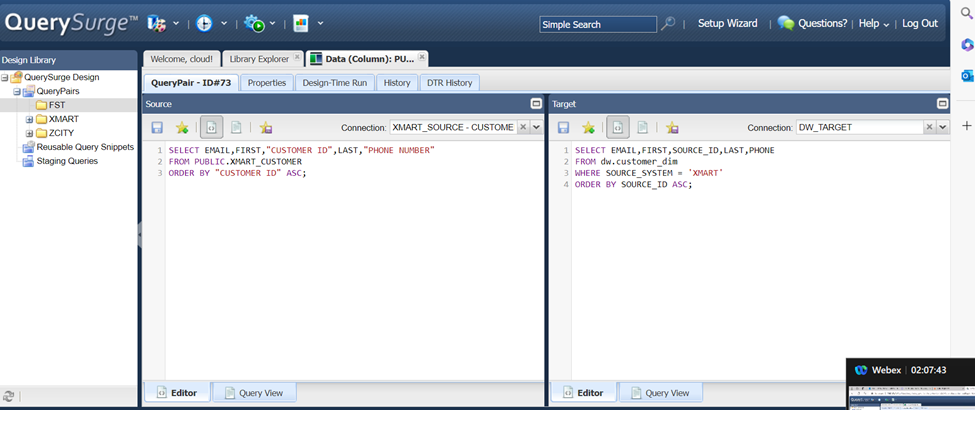 QuerySurge™
Simple Search
Setup Wizard
Questions?
Help
Log Out
Design Library
Welcome, cloud!
Library Explorer
Data (Column): PU...
QuerySurge Design
QueryPairs
FST
XMART
ZCITY
Reusable Query Snippets
Staging Queries
QueryPair - ID#73
Properties
Design-Time Run
History
DTR History
Source
Connection: XMART_SOURCE - CUSTOME
1 SELECT EMAIL,FIRST,"CUSTOMER ID",LAST,"PHONE NUMBER"
2 FROM PUBLIC.XMART_CUSTOMER
3 ORDER BY "CUSTOMER ID" ASC;
Editor
Query View
Target
Connection: DW_TARGET
1 SELECT EMAIL,FIRST,SOURCE_ID,LAST,PHONE
2 FROM dw.customer_dim
3 WHERE SOURCE_SYSTEM = 'XMART'
4 ORDER BY SOURCE_ID ASC;
Editor
Query View
Webex 02:07:43